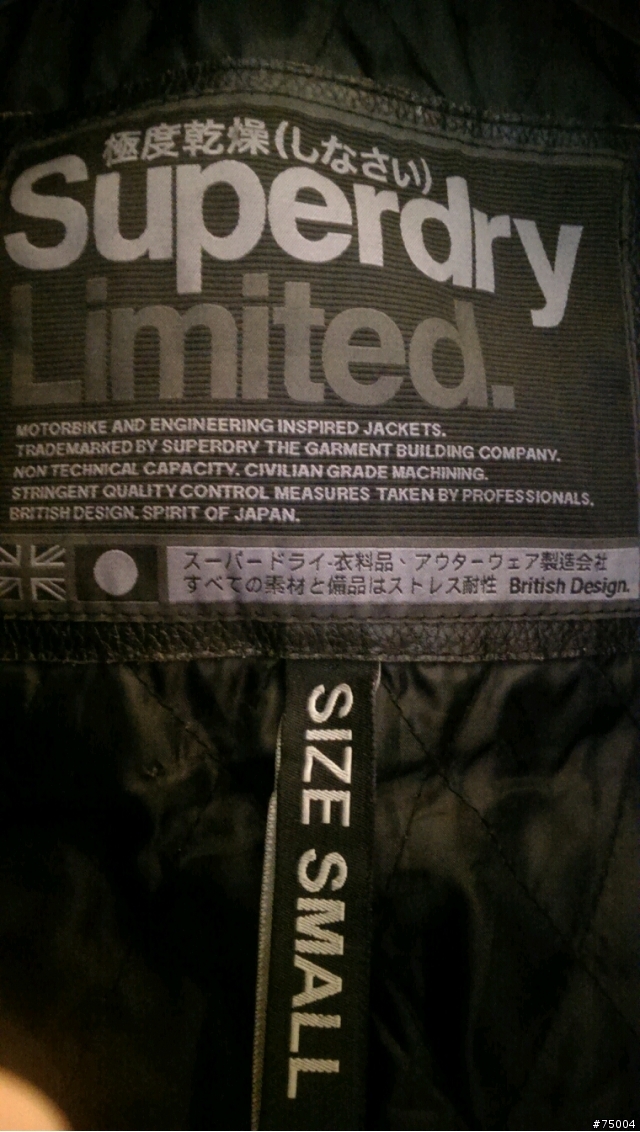 極度乾燥(しなさい)
Superdry
Limited.
MOTORBIKE AND ENGINEERING INSPIRED JACKETS.
TRADEMARKED BY SUPERDRY THE GARMENT BUILDING COMPANY.
NON TECHNICAL CAPACITY. CIVILIAN GRADE MACHINING.
STRINGENT QUALITY CONTROL MEASURES TAKEN BY PROFESSIONALS.
BRITISH DESIGN. SPIRIT OF JAPAN.
スーパードライ-衣料品、アウターウェア製造会社
すべての素材と備品はストレス耐性 British Design.
SIZE SMALL
#75004